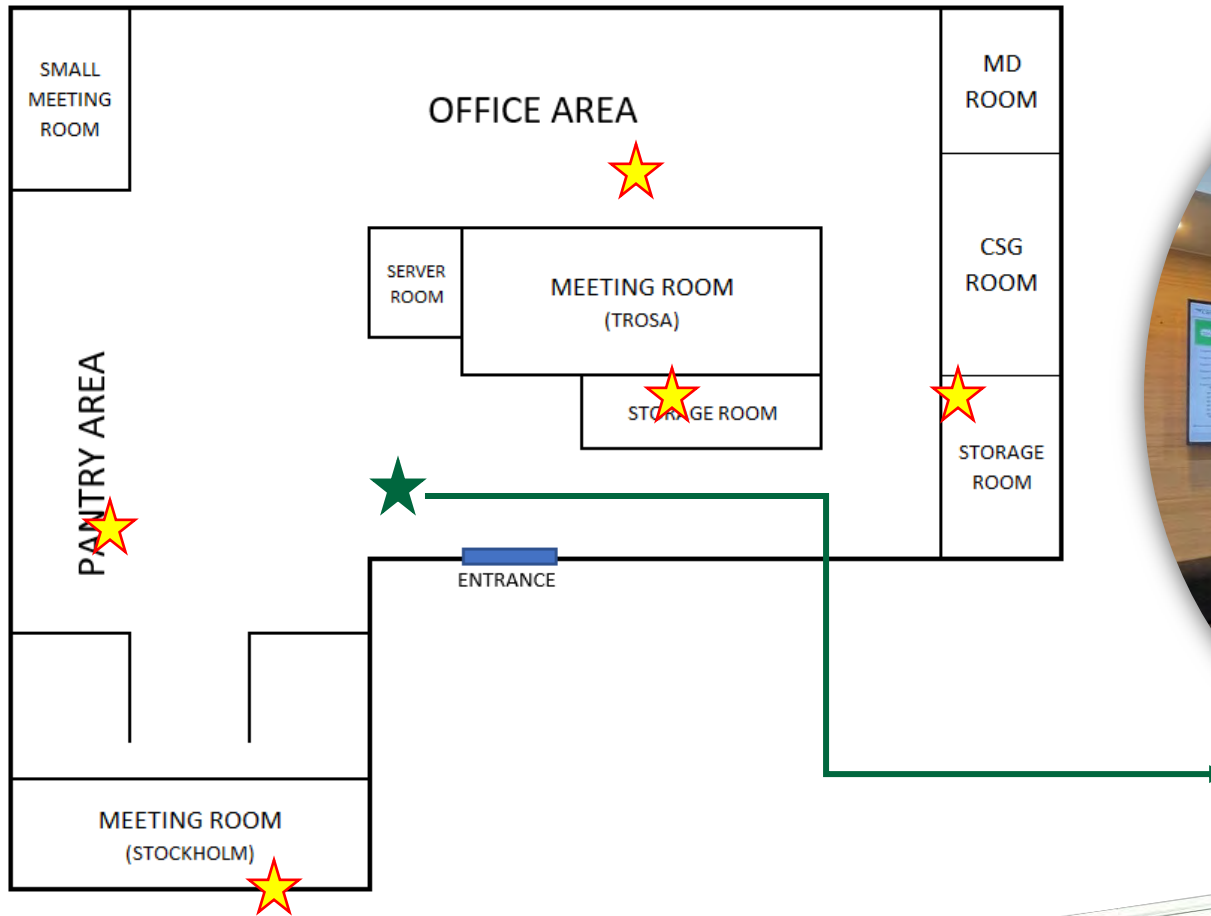 SMALL
MEETING
ROOM
OFFICE AREA
MD
ROOM
SERVER
ROOM
MEETING ROOM
(TROSA)
CSG
ROOM
STORAGE ROOM
STORAGE
ROOM
PANTRY AREA
ENTRANCE
MEETING ROOM
(STOCKHOLM)